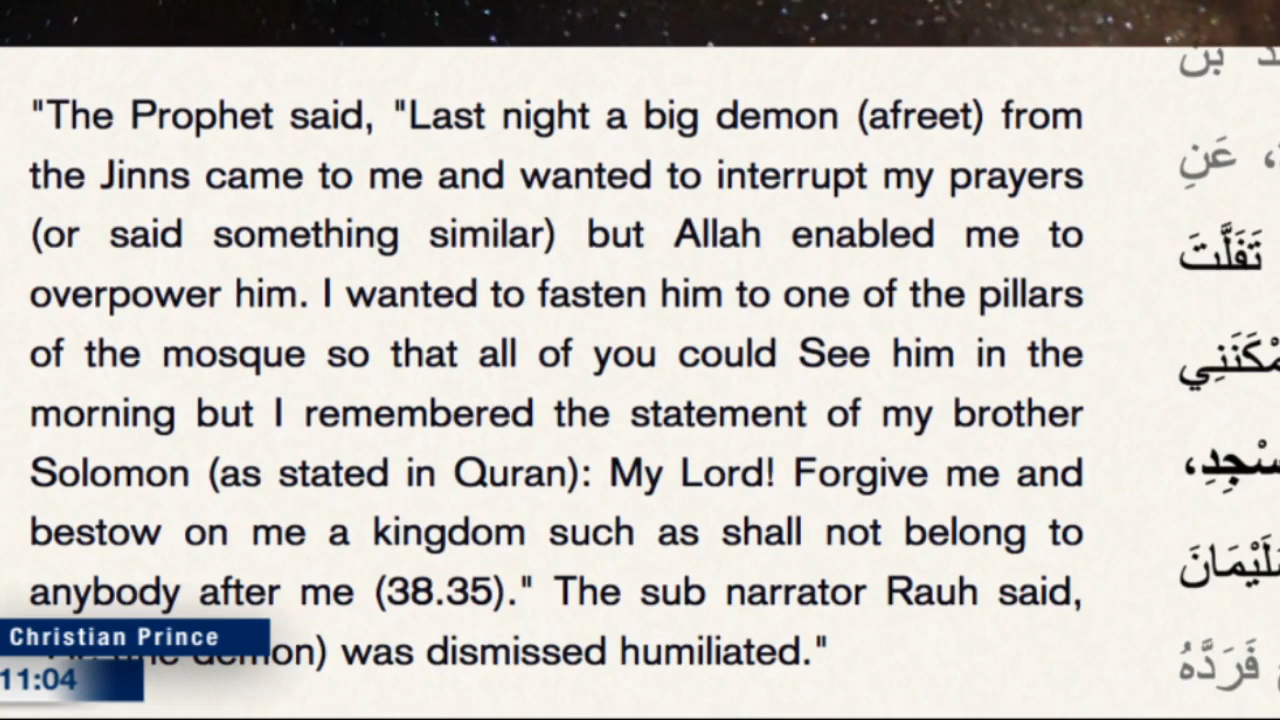 "The Prophet said, "Last night a big demon (afreet) from
the Jinns came to me and wanted to interrupt my prayers
(or said something similar) but Allah enabled me to
overpower him. I wanted to fasten him to one of the pillars
of the mosque so that all of you could See him in the
morning but I remembered the statement of my brother
Solomon (as stated in Quran): My Lord! Forgive me and
bestow on me a kingdom such as shall not belong to
anybody after me (38.35)." The sub narrator Rauh said,
demon) was dismissed humiliated."
Christian Prince
11:04
بن
، عَنِ
تَفَلَّتَ
فَرَدَّهُ